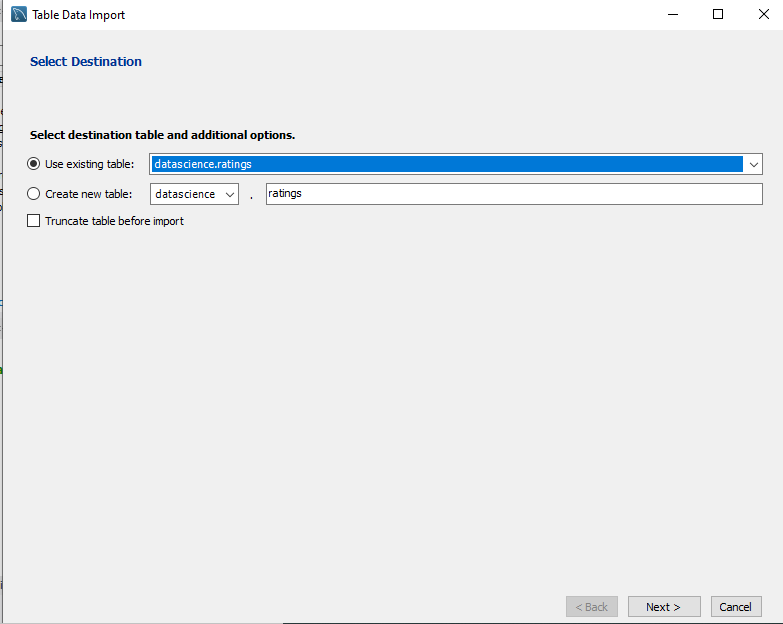 Table Data Import
Select Destination
Select destination table and additional options.
Use existing table: datascience.ratings
Create new table: datascience . ratings
Truncate table before import
< Back Next > Cancel